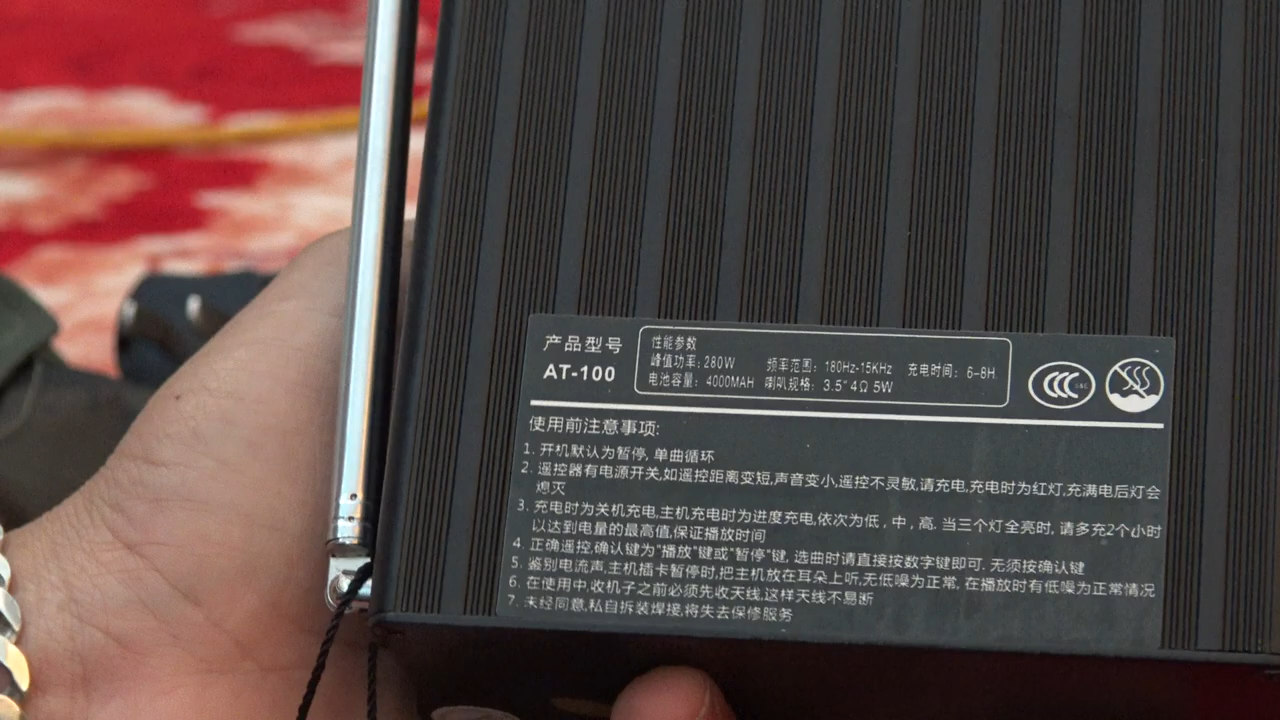 产品型号
AT-100
性能参数
峰值功率: 280W 频率范围: 180Hz-15KHz 充电时间: 6-8H
电池容量: 4000MAH 喇叭规格: 3.5" 4Ω 5W
使用前注意事项:
1. 开机默认为暂停, 单曲循环
2. 遥控器有电源开关,如遥控距离变短,声音变小,遥控不灵敏,请充电,充电时为红灯,充满电后灯会
熄灭
3. 充电时为关机充电,主机充电时为进度充电,依次为低, 中, 高. 当三个灯全亮时, 请多充2个小时
以达到电量的最高值,保证播放时间
4. 正确遥控,确认键为"播放"键或"暂停"键, 选曲时请直接按数字键即可, 无须按确认键
5. 鉴别电流声,主机插卡暂停时,把主机放在耳朵上听,无低噪为正常, 在播放时有低噪为正常情况
6. 在使用中,收机子之前必须先收天线,这样天线不易断
7. 未经同意,私自拆装焊接,将失去保修服务